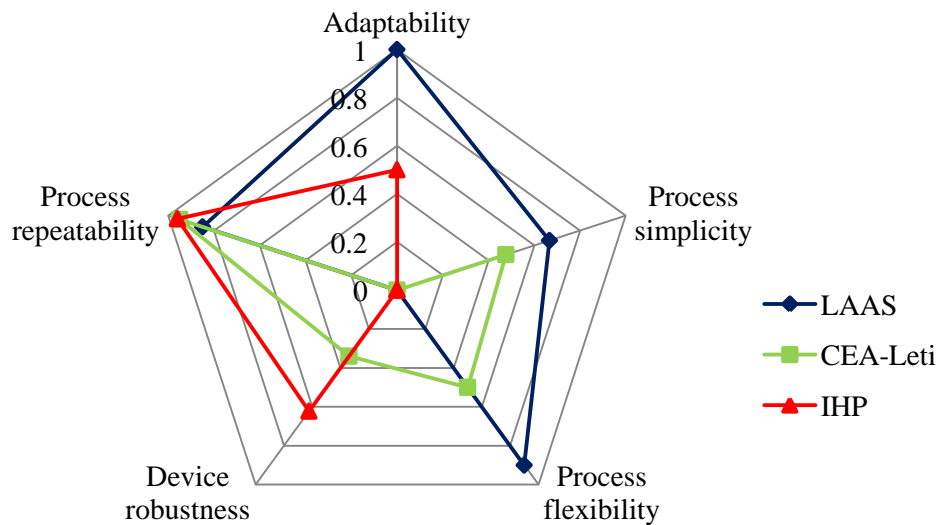 Adaptability
1
0.8
0.6
0.4
0.2
0
Process
simplicity
Process
flexibility
Device
robustness
Process
repeatability
LAAS
CEA-Leti
IHP